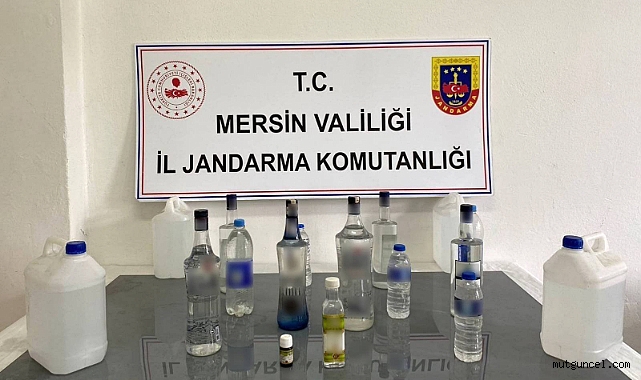 T.C.
MERSİN VALİLİĞİ
İL JANDARMA KOMUTANLIĞI
JANDARMA
mutguncel.com